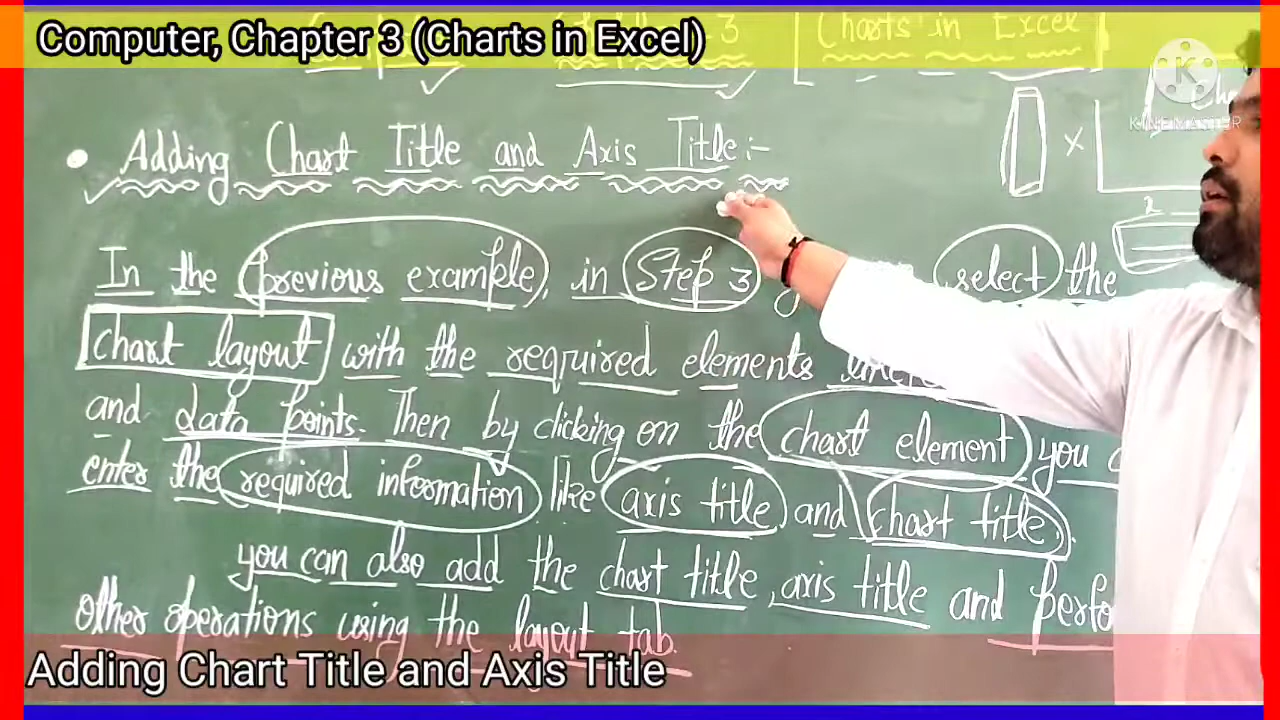 Computer, Chapter 3 (Charts in Excel)
3 Charts in Excel
KINEMASTER
Adding Chart Title and Axis Title:-
In the previous example, in Step 3 select the
chart layout with the required elements
and data points. Then by clicking on the chart element you
enter the required information like axis title and chart title.
you can also add the chart title, axis title and
other operations using the layout tab.
Adding Chart Title and Axis Title